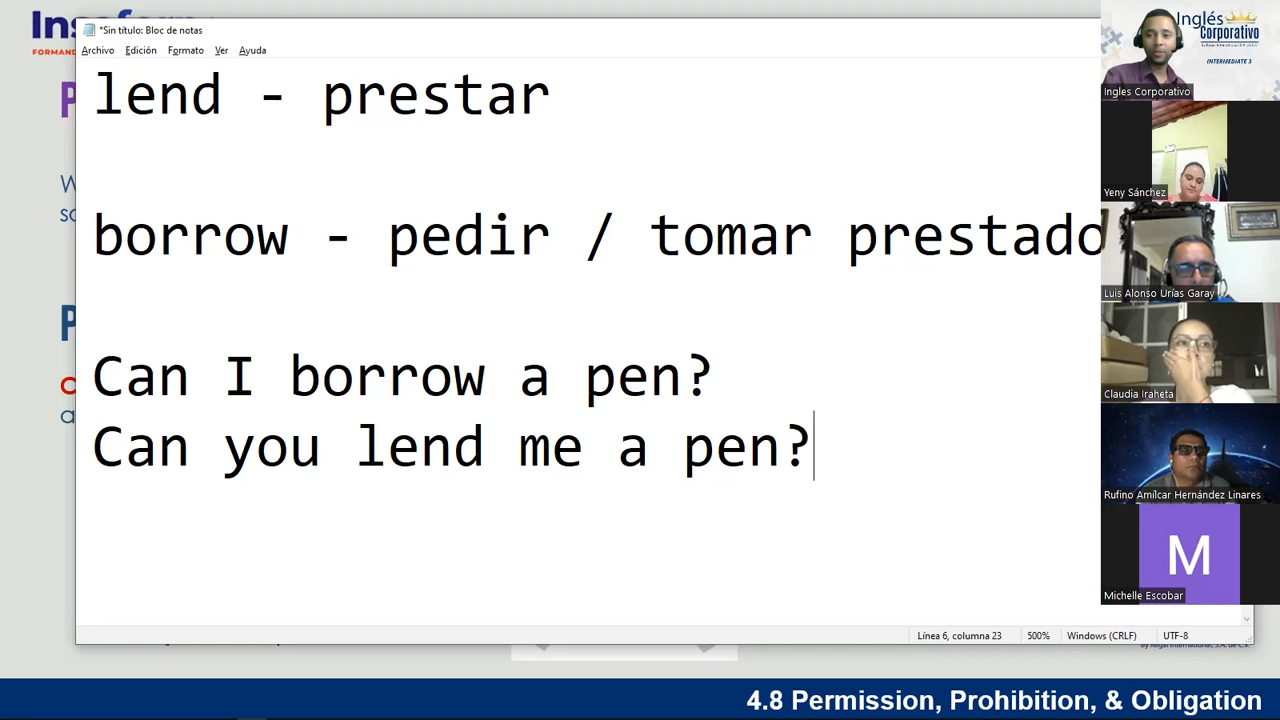 *Sin título: Bloc de notas
Archivo Edición Formato Ver Ayuda
lend - prestar
borrow - pedir / tomar prestado
Can I borrow a pen?
Can you lend me a pen?
Línea 6, columna 23 500% Windows (CRLF) UTF-8
4.8 Permission, Prohibition, & Obligation
Inglés
Corporativo
INTERMEDIATE 3
Ingles Corporativo
Yeny Sánchez
Luis Alonso Urías Garay
Claudia Iraheta
Rufino Amílcar Hernández Linares
M
Michelle Escobar